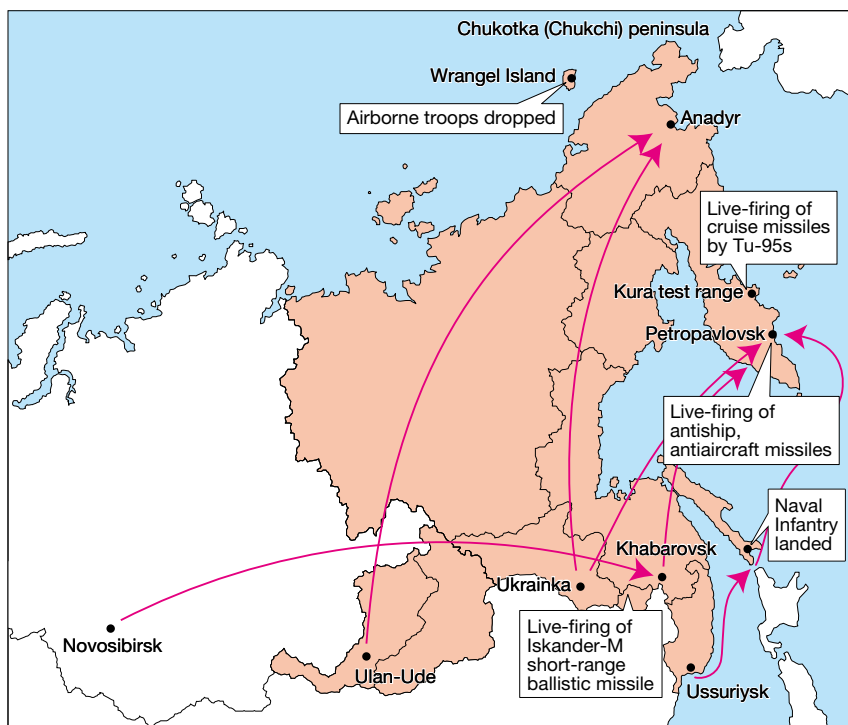 Chukotka (Chukchi) peninsula
Wrangel Island
Airborne troops dropped
Anadyr
Live-firing of
cruise missiles
by Tu-95s
Kura test range
Petropavlovsk
Live-firing of
antiship,
antiaircraft missiles
Naval
Infantry
landed
Khabarovsk
Ukrainka
Novosibirsk
Live-firing of
Iskander-M
short-range
ballistic missile
Ulan-Ude
Ussuriysk